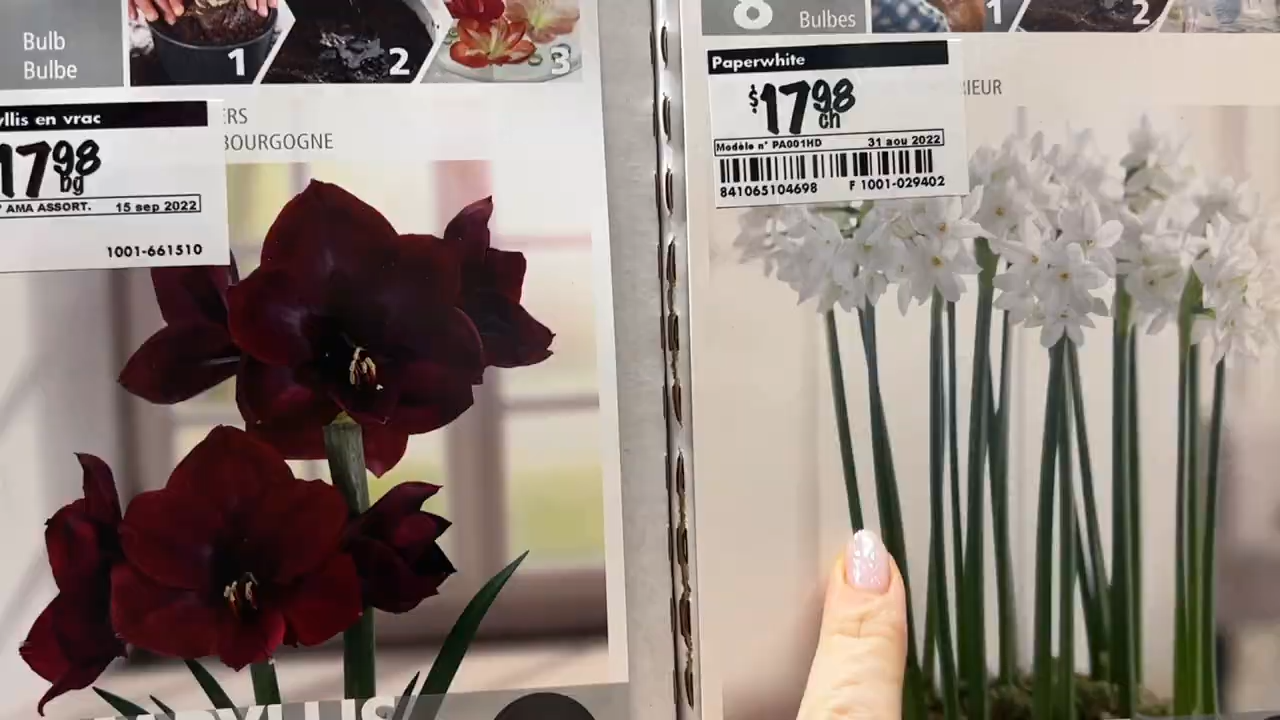 Bulb
Bulbe
1
2
3
yllis en vrac
1798
bg
AMA ASSORT. 15 sep 2022
1001-661510
ERS
BOURGOGNE
8 Bulbes
1
2
Paperwhite
$1798
ch
Modèle n° PA001HD 31 aou 2022
841065104698 F 1001-029402
IEUR